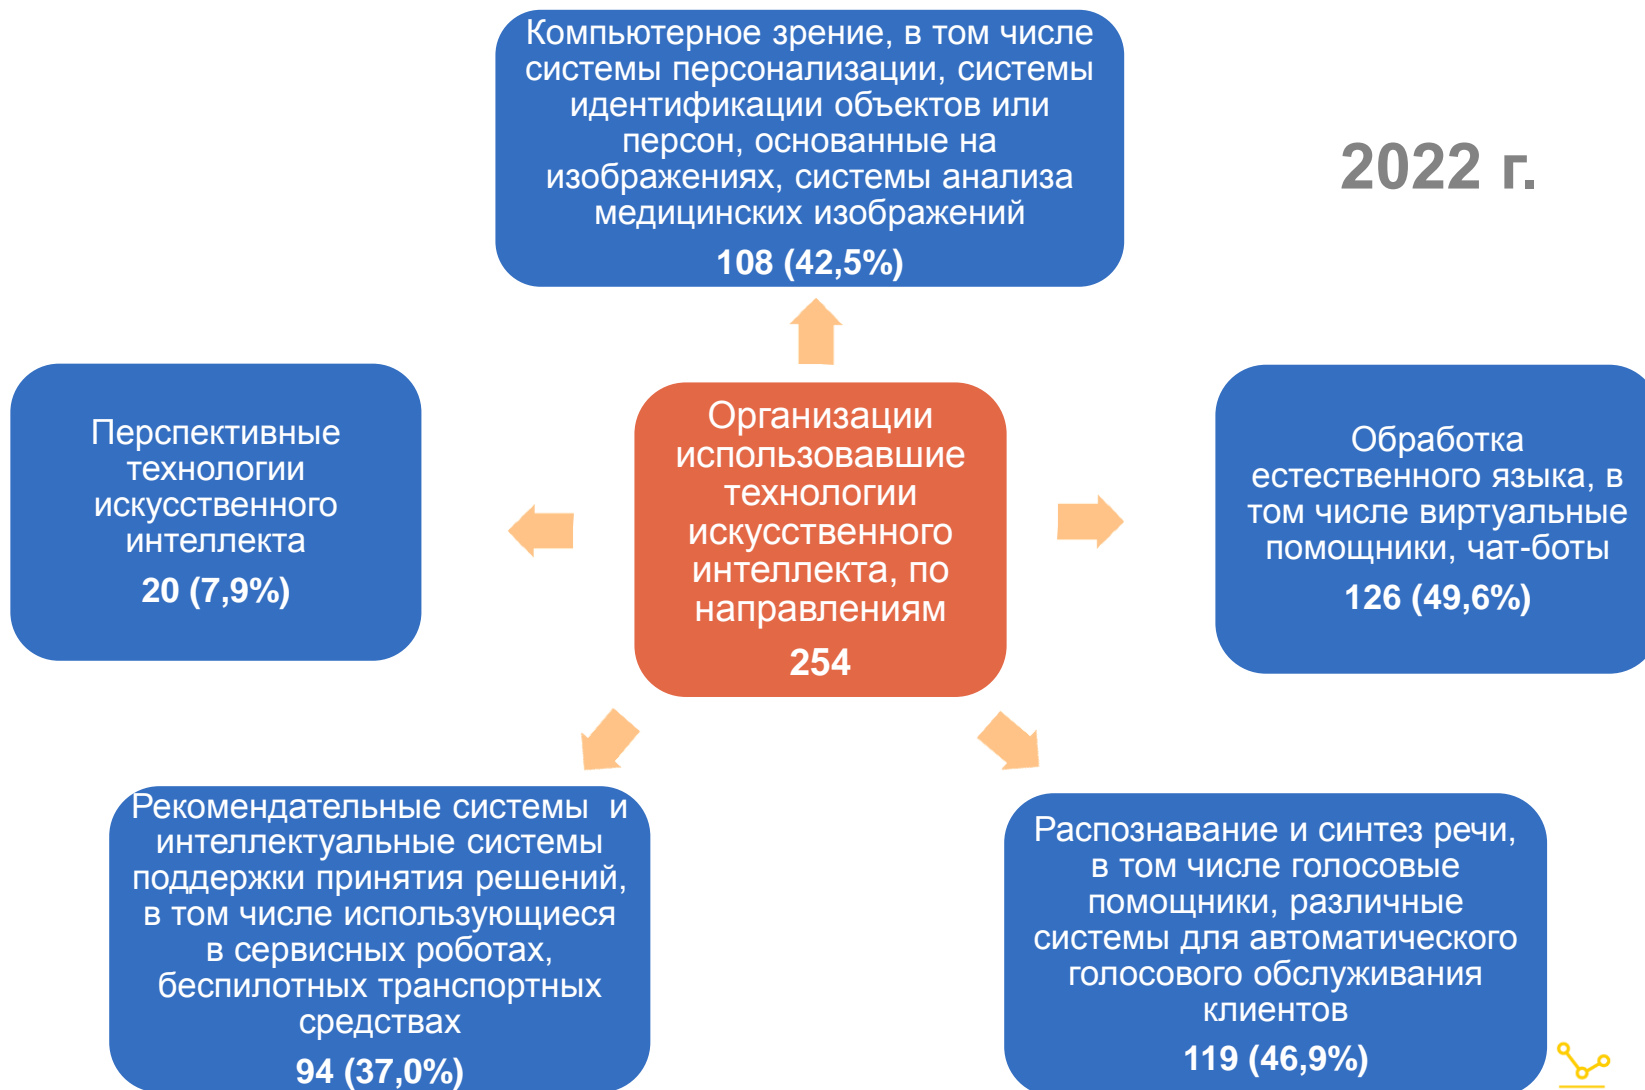 Компьютерное зрение, в том числе
системы персонализации, системы
идентификации объектов или
персон, основанные на
изображениях, системы анализа
медицинских изображений
108 (42,5%)
2022 г.
Перспективные
технологии
искусственного
интеллекта
20 (7,9%)
Организации
использовавшие
технологии
искусственного
интеллекта, по
направлениям
254
Обработка
естественного языка, в
том числе виртуальные
помощники, чат-боты
126 (49,6%)
Рекомендательные системы и
интеллектуальные системы
поддержки принятия решений,
в том числе использующиеся
в сервисных роботах,
беспилотных транспортных
средствах
94 (37,0%)
Распознавание и синтез речи,
в том числе голосовые
помощники, различные
системы для автоматического
голосового обслуживания
клиентов
119 (46,9%)